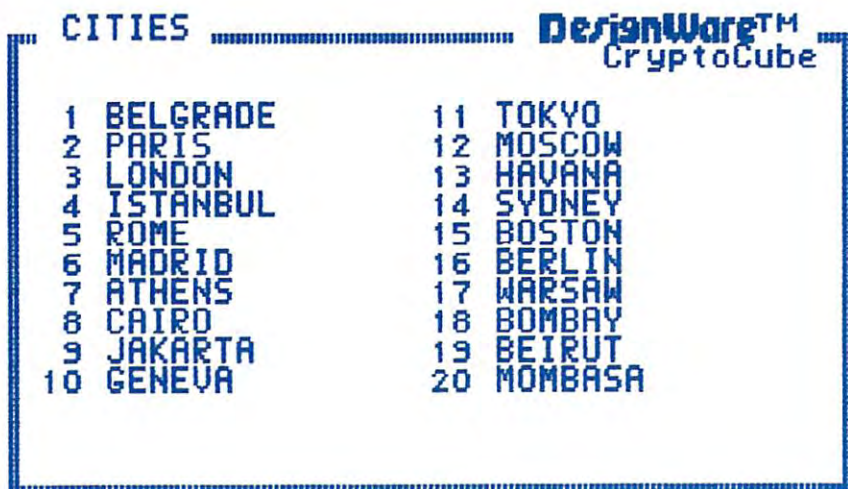 CITIES DesignWare™
CryptoCube
1 BELGRADE
2 PARIS
3 LONDON
4 ISTANBUL
5 ROME
6 MADRID
7 ATHENS
8 CAIRO
9 JAKARTA
10 GENEVA
11 TOKYO
12 MOSCOW
13 HAVANA
14 SYDNEY
15 BOSTON
16 BERLIN
17 WARSAW
18 BOMBAY
19 BEIRUT
20 MOMBASA